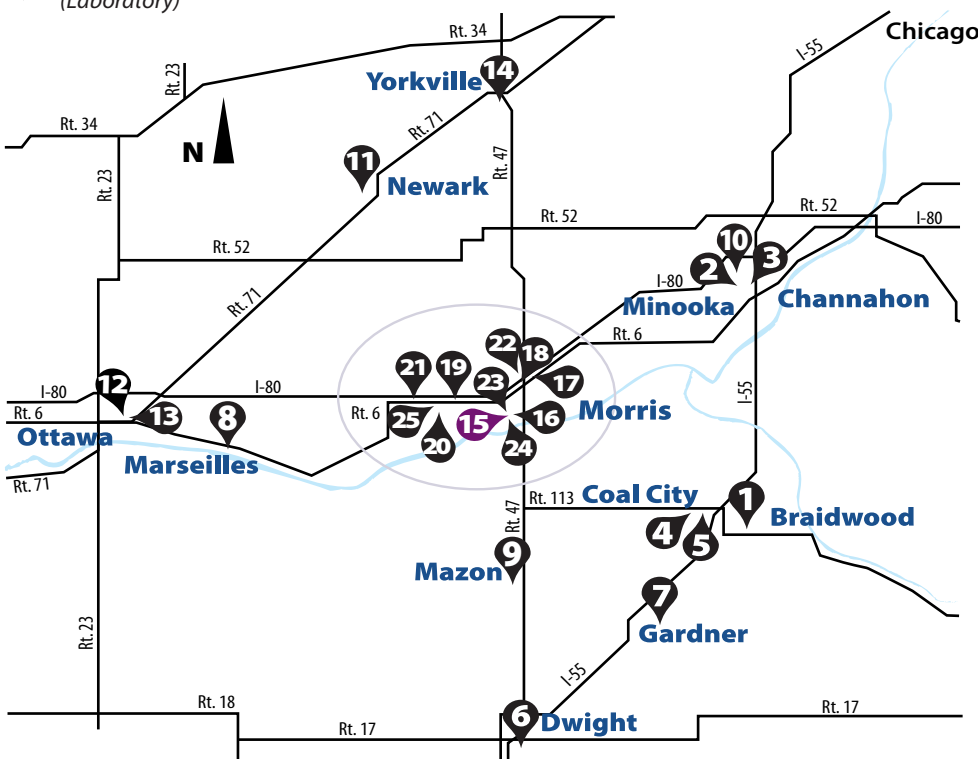 (Laboratory)
Chicago
Rt. 34
I-55
Rt. 23
14
Yorkville
Rt. 34
Rt. 71
N
11
Newark
Rt. 47
Rt. 23
Rt. 52
Rt. 52
I-80
10
Rt. 52
2
3
I-80
Minooka
Channahon
Rt. 71
Rt. 6
22
18
21
19
23
17
12
I-80
I-80
I-55
Rt. 6
13
8
Rt. 6
25
20
15
16
Morris
Ottawa
24
Marseilles
Rt. 71
Coal City
1
Rt. 113
Rt. 47
4
5
Braidwood
9
Mazon
7
Gardner
Rt. 23
I-55
Rt. 18
6
Dwight
Rt. 17
Rt. 17